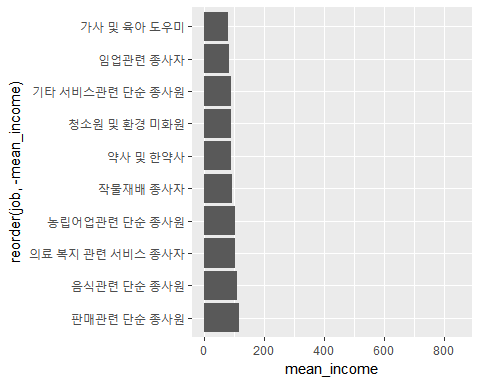 가사 및 육아 도우미
임업관련 종사자
기타 서비스관련 단순 종사원
청소원 및 환경 미화원
약사 및 한약사
작물재배 종사자
농림어업관련 단순 종사원
의료 복지 관련 서비스 종사자
음식관련 단순 종사원
판매관련 단순 종사원
reorder(job, -mean_income)
0 200 400 600 800
mean_income